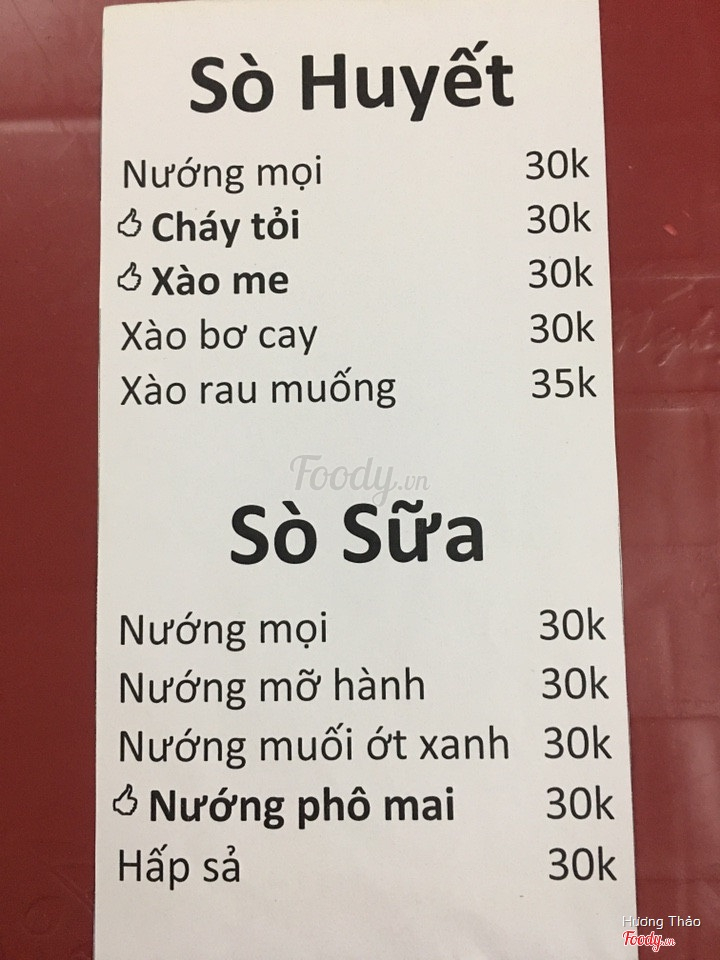 Sò Huyết
Nướng mọi 30k
Cháy tỏi 30k
Xào me 30k
Xào bơ cay 30k
Xào rau muống 35k
Foody.vn
Sò Sữa
Nướng mọi 30k
Nướng mỡ hành 30k
Nướng muối ớt xanh 30k
Nướng phô mai 30k
Hấp sả 30k
Hương Thảo
Foody.vn